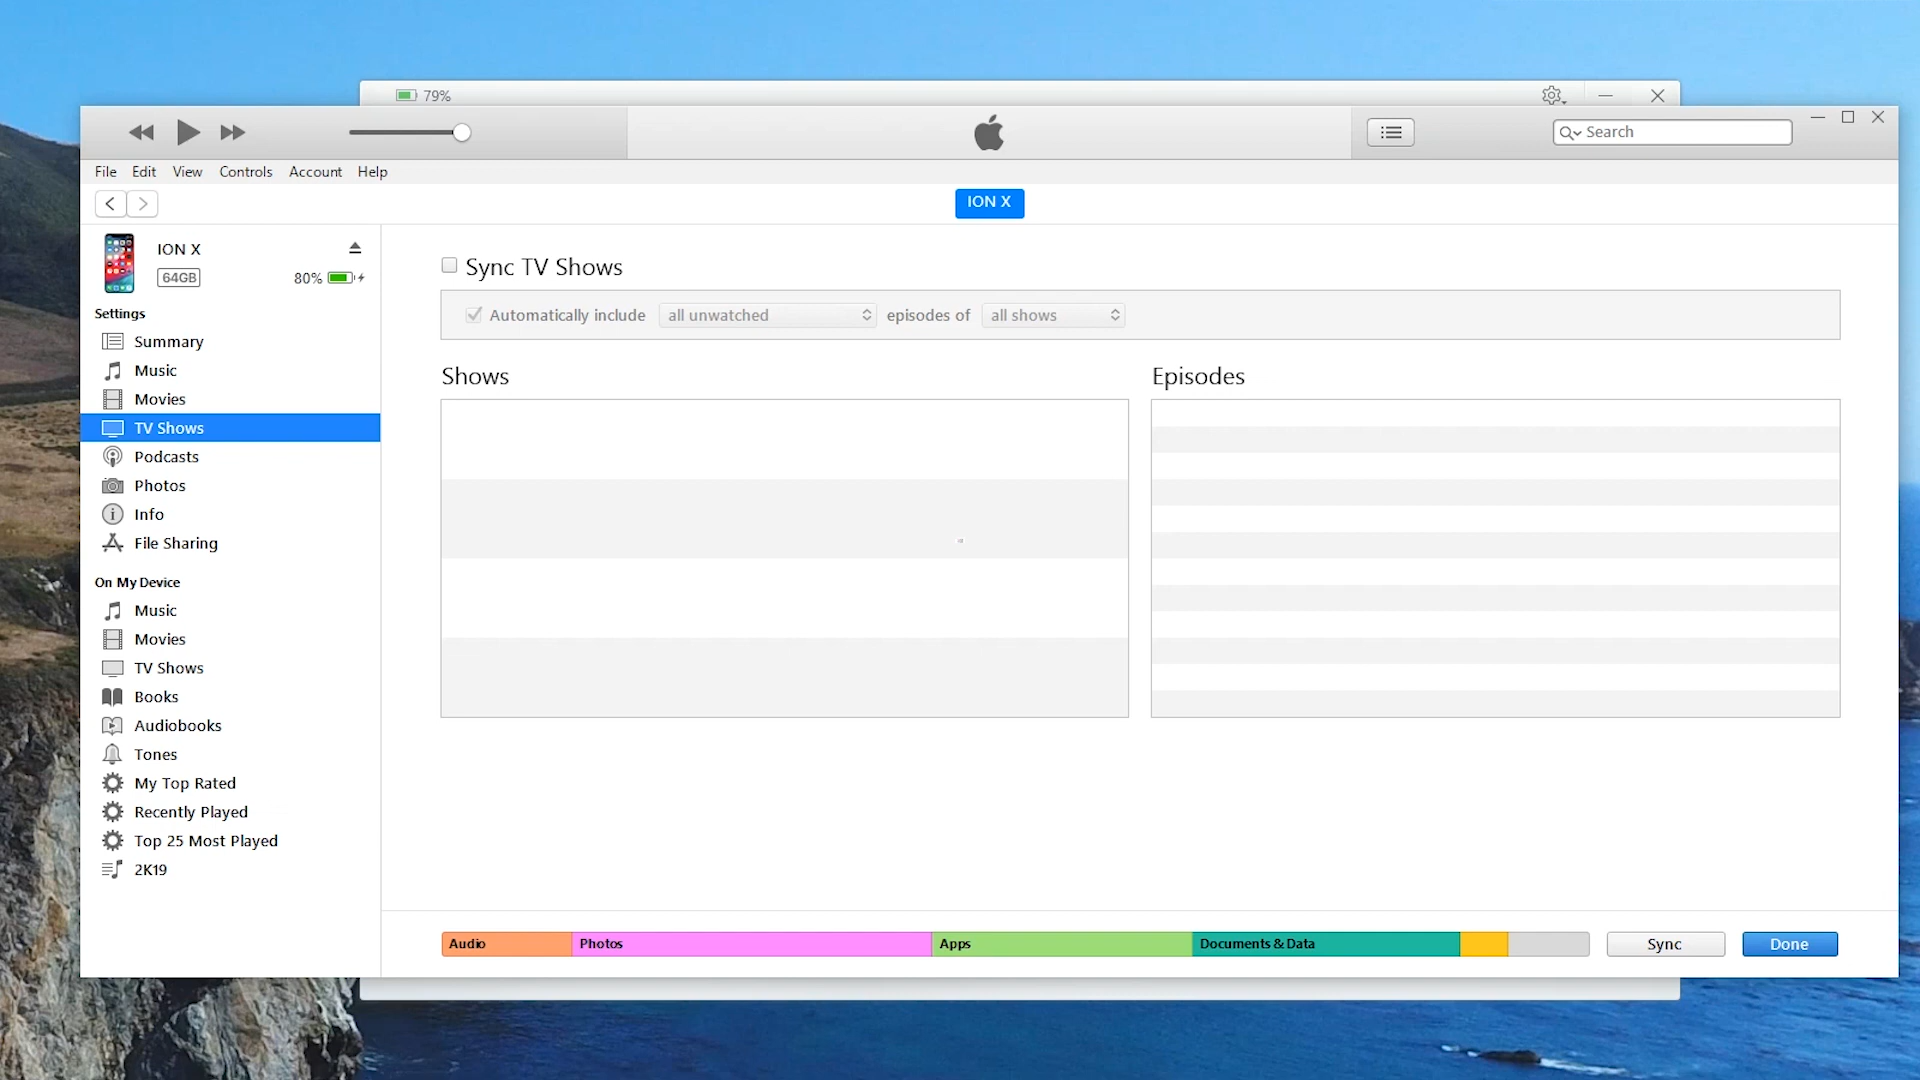 79%
Search
File Edit View Controls Account Help
ION X
ION X
64GB 80%
Settings
Summary
Music
Movies
TV Shows
Podcasts
Photos
Info
File Sharing
On My Device
Music
Movies
TV Shows
Books
Audiobooks
Tones
My Top Rated
Recently Played
Top 25 Most Played
2K19
Sync TV Shows
Automatically include all unwatched episodes of all shows
Shows
Episodes
Audio Photos Apps Documents & Data Sync Done